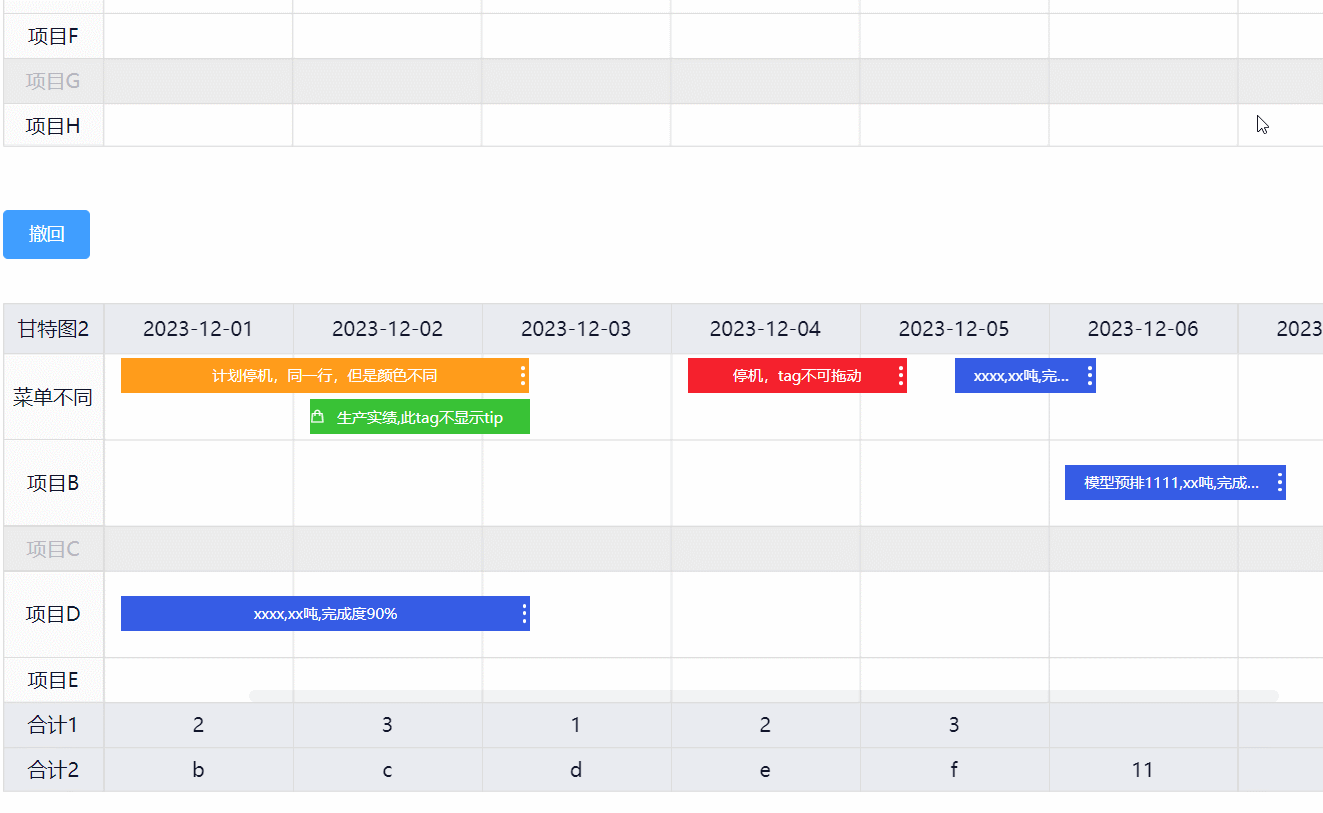 项目F
项目G
项目H
撤回
甘特图2 2023-12-01 2023-12-02 2023-12-03 2023-12-04 2023-12-05 2023-12-06 2023
菜单不同 计划停机，同一行，但是颜色不同 停机，tag不可拖动 xxxx,xx吨,完...
生产实绩,此tag不显示tip
项目B 模型预排1111,xx吨,完成...
项目C
项目D xxxx,xx吨,完成度90%
项目E
合计1 2 3 1 2 3
合计2 b c d e f 11